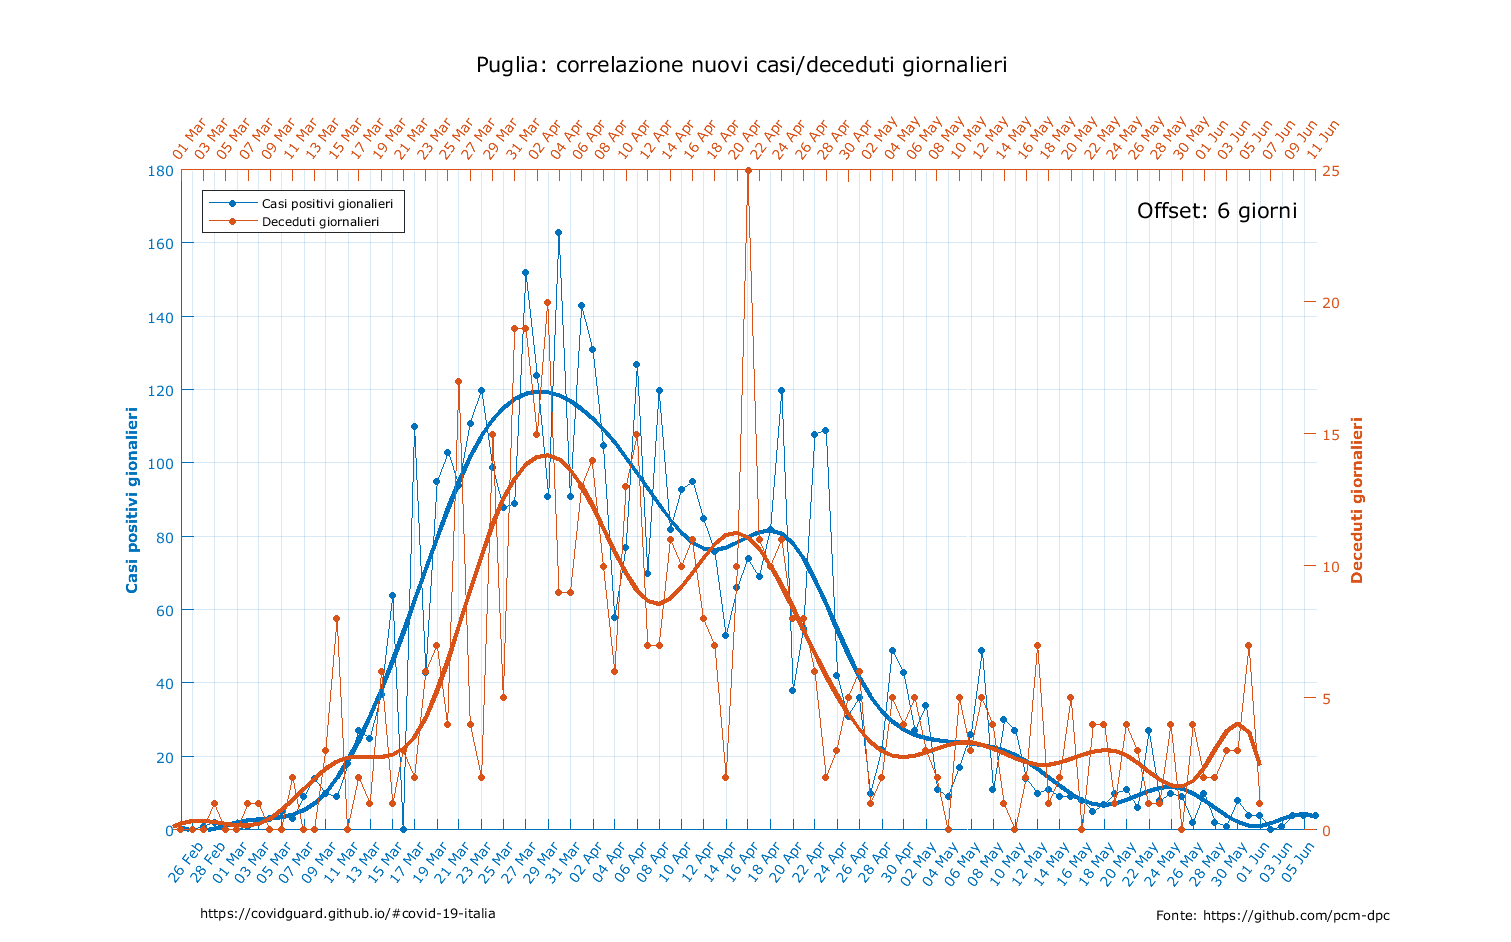 Puglia: correlazione nuovi casi/deceduti giornalieri
01 Mar 03 Mar 05 Mar 07 Mar 09 Mar 11 Mar 13 Mar 15 Mar 17 Mar 19 Mar 21 Mar 23 Mar 25 Mar 27 Mar 29 Mar 31 Mar 02 Apr 04 Apr 06 Apr 08 Apr 10 Apr 12 Apr 14 Apr 16 Apr 18 Apr 20 Apr 22 Apr 24 Apr 26 Apr 28 Apr 30 Apr 02 May 04 May 06 May 08 May 10 May 12 May 14 May 16 May 18 May 20 May 22 May 24 May 26 May 28 May 30 May 01 Jun 03 Jun 05 Jun 07 Jun 09 Jun 11 Jun
180 25
Casi positivi gionalieri
Deceduti giornalieri
Offset: 6 giorni
160
20
140
120
15
100
80
10
60
40
5
20
0 0
Casi positivi gionalieri
Deceduti giornalieri
26 Feb 28 Feb 01 Mar 03 Mar 05 Mar 07 Mar 09 Mar 11 Mar 13 Mar 15 Mar 17 Mar 19 Mar 21 Mar 23 Mar 25 Mar 27 Mar 29 Mar 31 Mar 02 Apr 04 Apr 06 Apr 08 Apr 10 Apr 12 Apr 14 Apr 16 Apr 18 Apr 20 Apr 22 Apr 24 Apr 26 Apr 28 Apr 30 Apr 02 May 04 May 06 May 08 May 10 May 12 May 14 May 16 May 18 May 20 May 22 May 24 May 26 May 28 May 30 May 01 Jun 03 Jun 05 Jun
https://covidguard.github.io/#covid-19-italia
Fonte: https://github.com/pcm-dpc